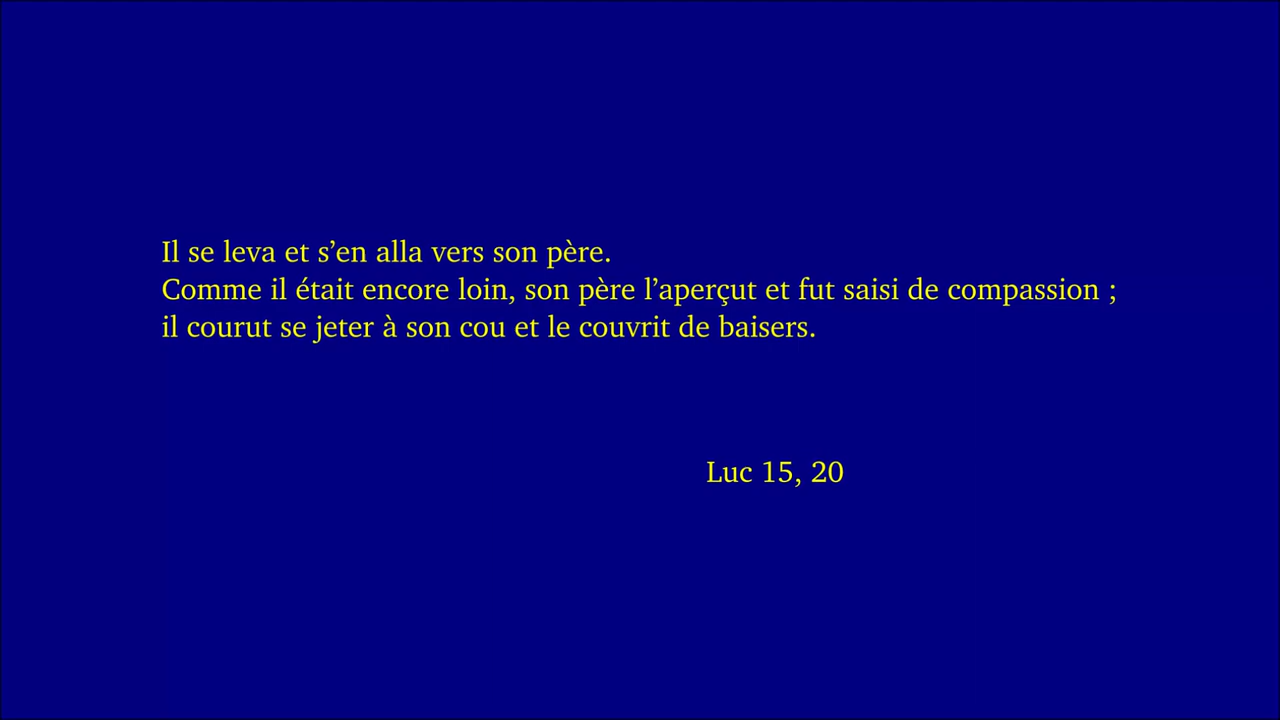 Il se leva et s’en alla vers son père.
Comme il était encore loin, son père l’aperçut et fut saisi de compassion ;
il courut se jeter à son cou et le couvrit de baisers.
Luc 15, 20